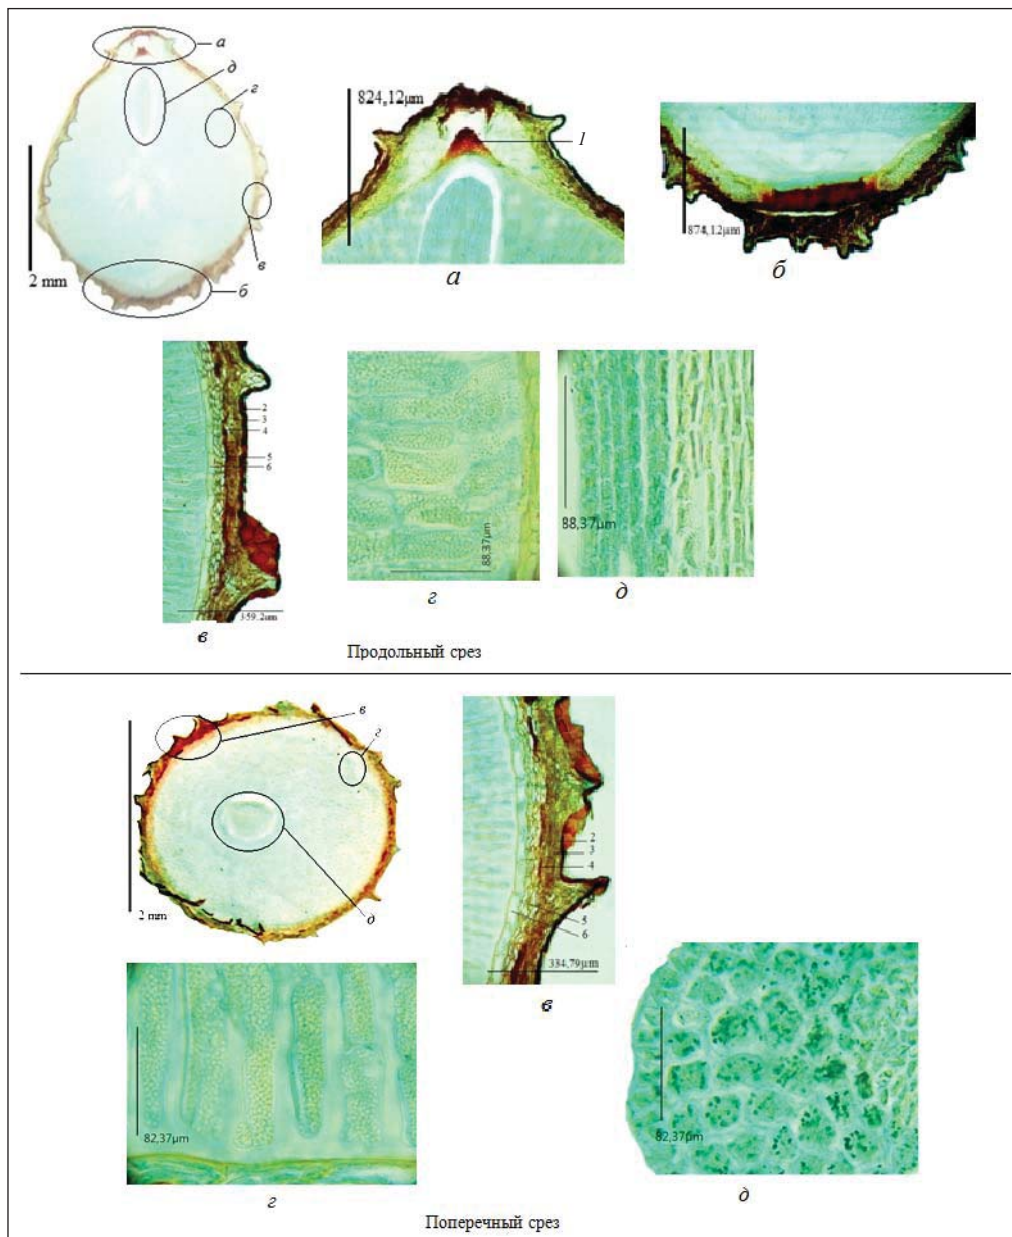 а
д
г
2 mm
в
б
824,12µm
1
а
874,12µm
б
2
3
4
5
6
359,2µm
в
88,37µm
г
88,37µm
д
Продольный срез
в
г
2 mm
д
2
3
4
5
6
334,79µm
в
82,37µm
г
82,37µm
д
Поперечный срез